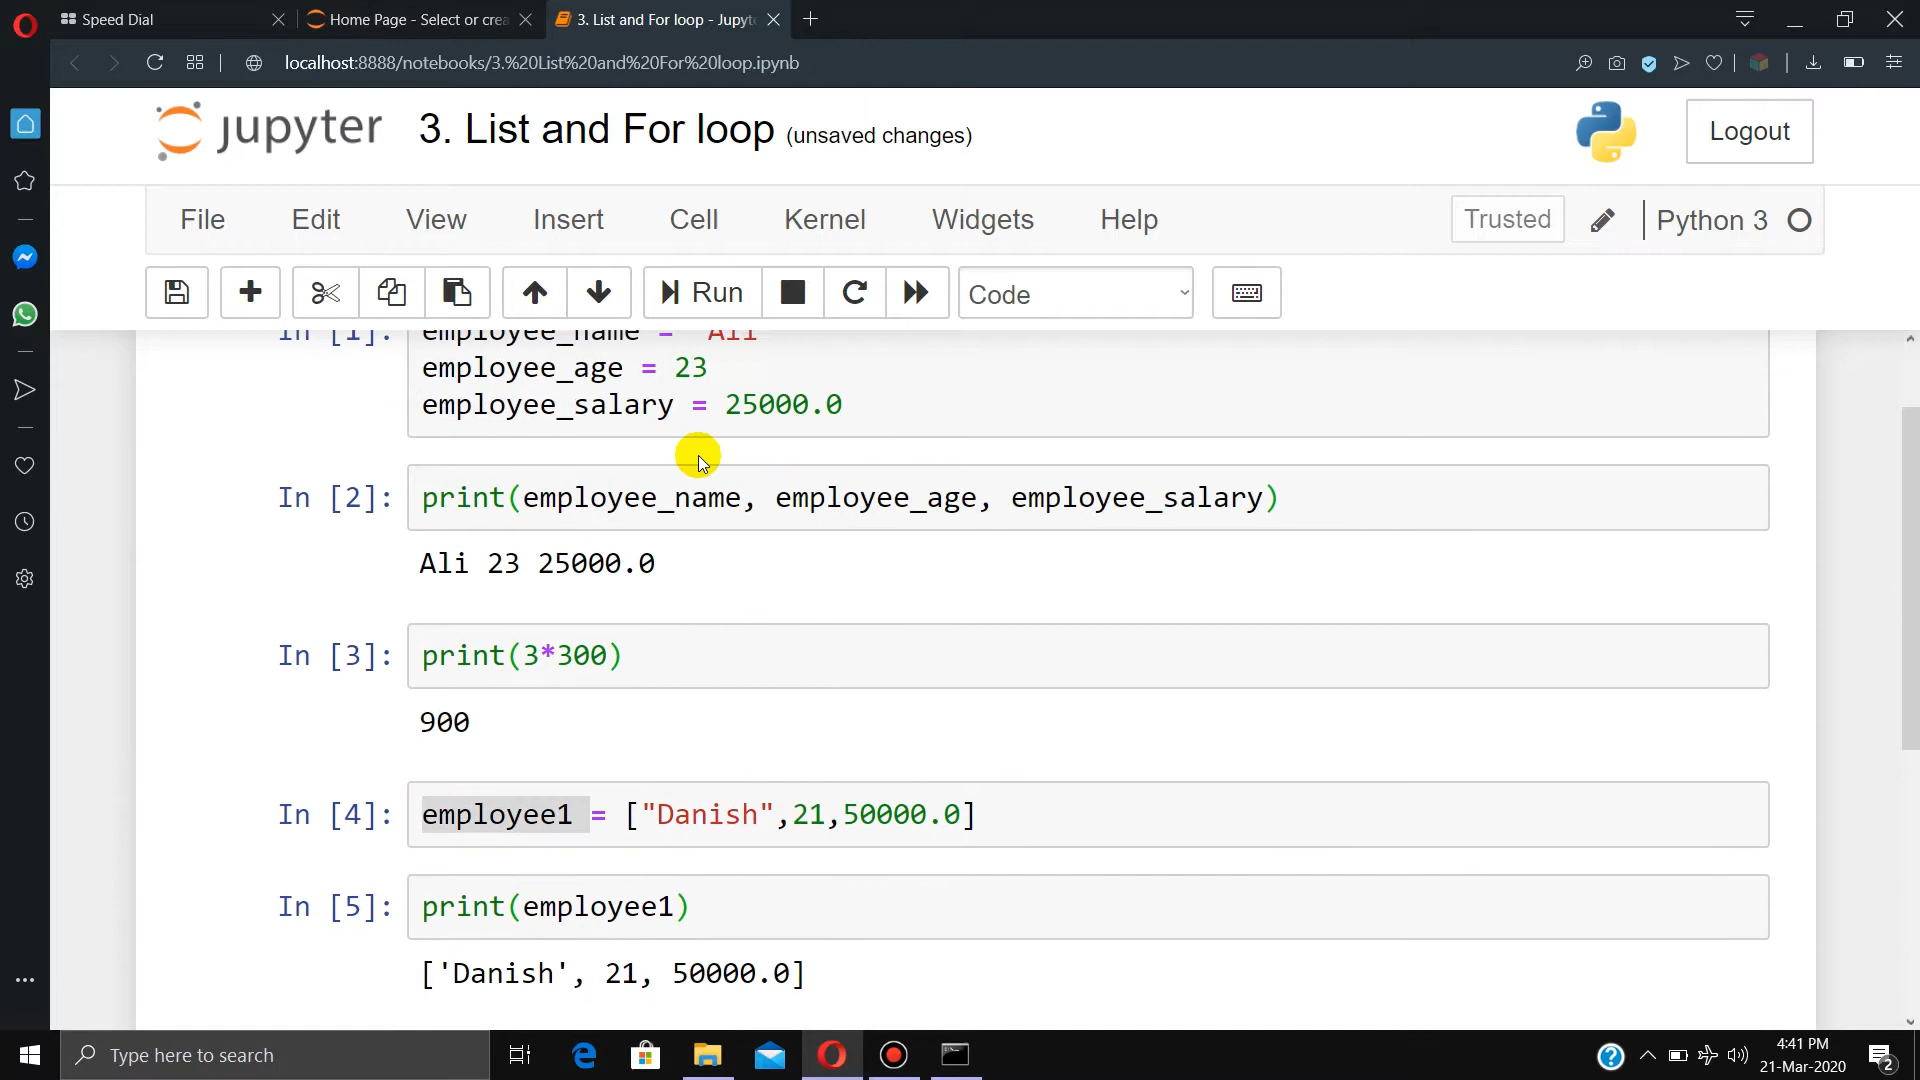 Speed Dial
Home Page - Select or crea
3. List and For loop - Jupyt
localhost:8888/notebooks/3.%20List%20and%20For%20loop.ipynb
jupyter 3. List and For loop (unsaved changes)
Logout
File Edit View Insert Cell Kernel Widgets Help
Trusted
Python 3
Run
Code
In [1]: employee_name = "Ali"
employee_age = 23
employee_salary = 25000.0
In [2]: print(employee_name, employee_age, employee_salary)
Ali 23 25000.0
In [3]: print(3*300)
900
In [4]: employee1 = ["Danish",21,50000.0]
In [5]: print(employee1)
['Danish', 21, 50000.0]
Type here to search
4:41 PM
21-Mar-2020
2